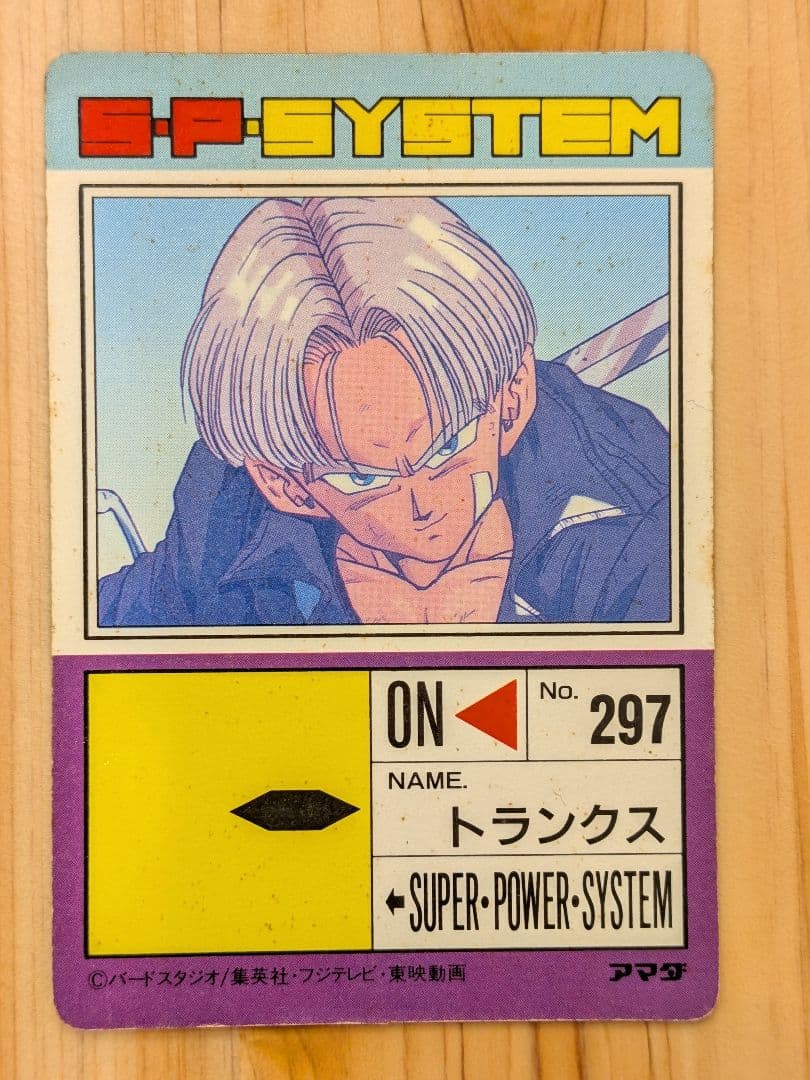 S・P・SYSTEM
ON
No. 297
NAME.
トランクス
SUPER・POWER・SYSTEM
©バードスタジオ/集英社・フジテレビ・東映動画
アマダ